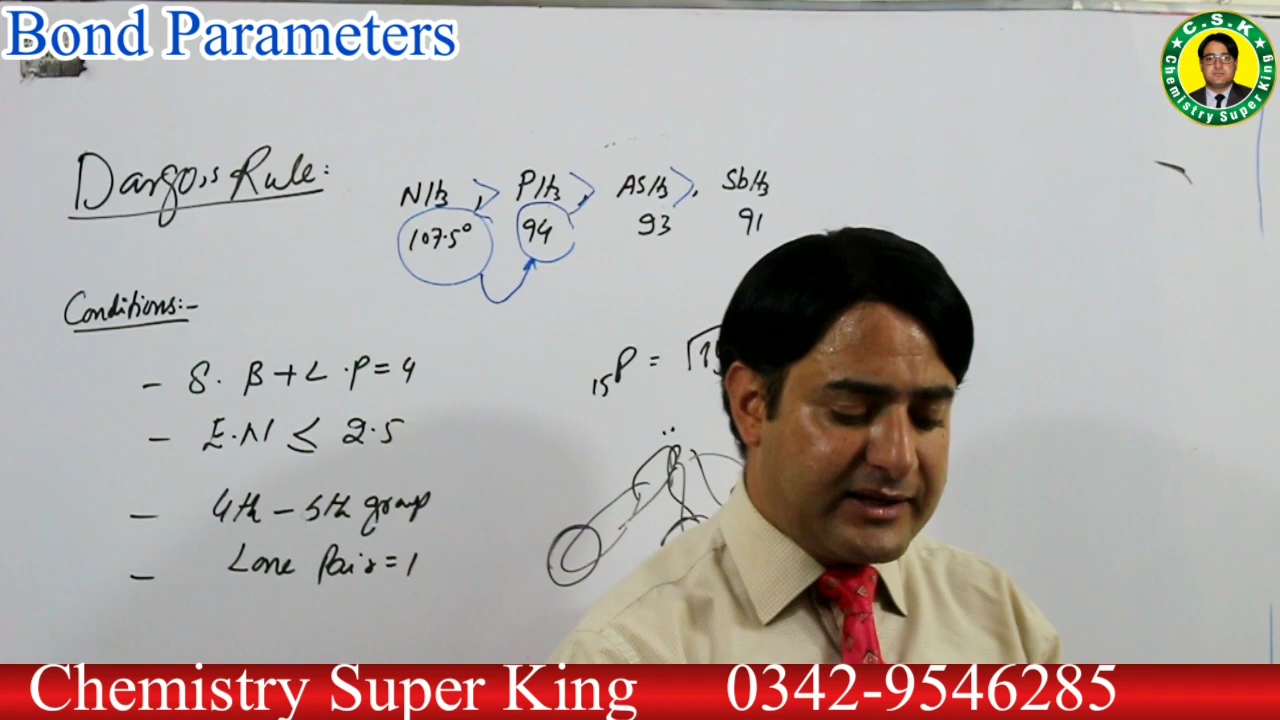 Bond Parameters
C.S.K
Chemistry Super King
Dargo,s Rule:
NH3 > , PH3 > , AsH3 > , SbH3
107.5° 94 93 91
Conditions:-
- S.B+L.P=4
- E.N ≤ 2.5
- 4th - 5th group
- Lone Pair = 1
15P =
Chemistry Super King 0342-9546285